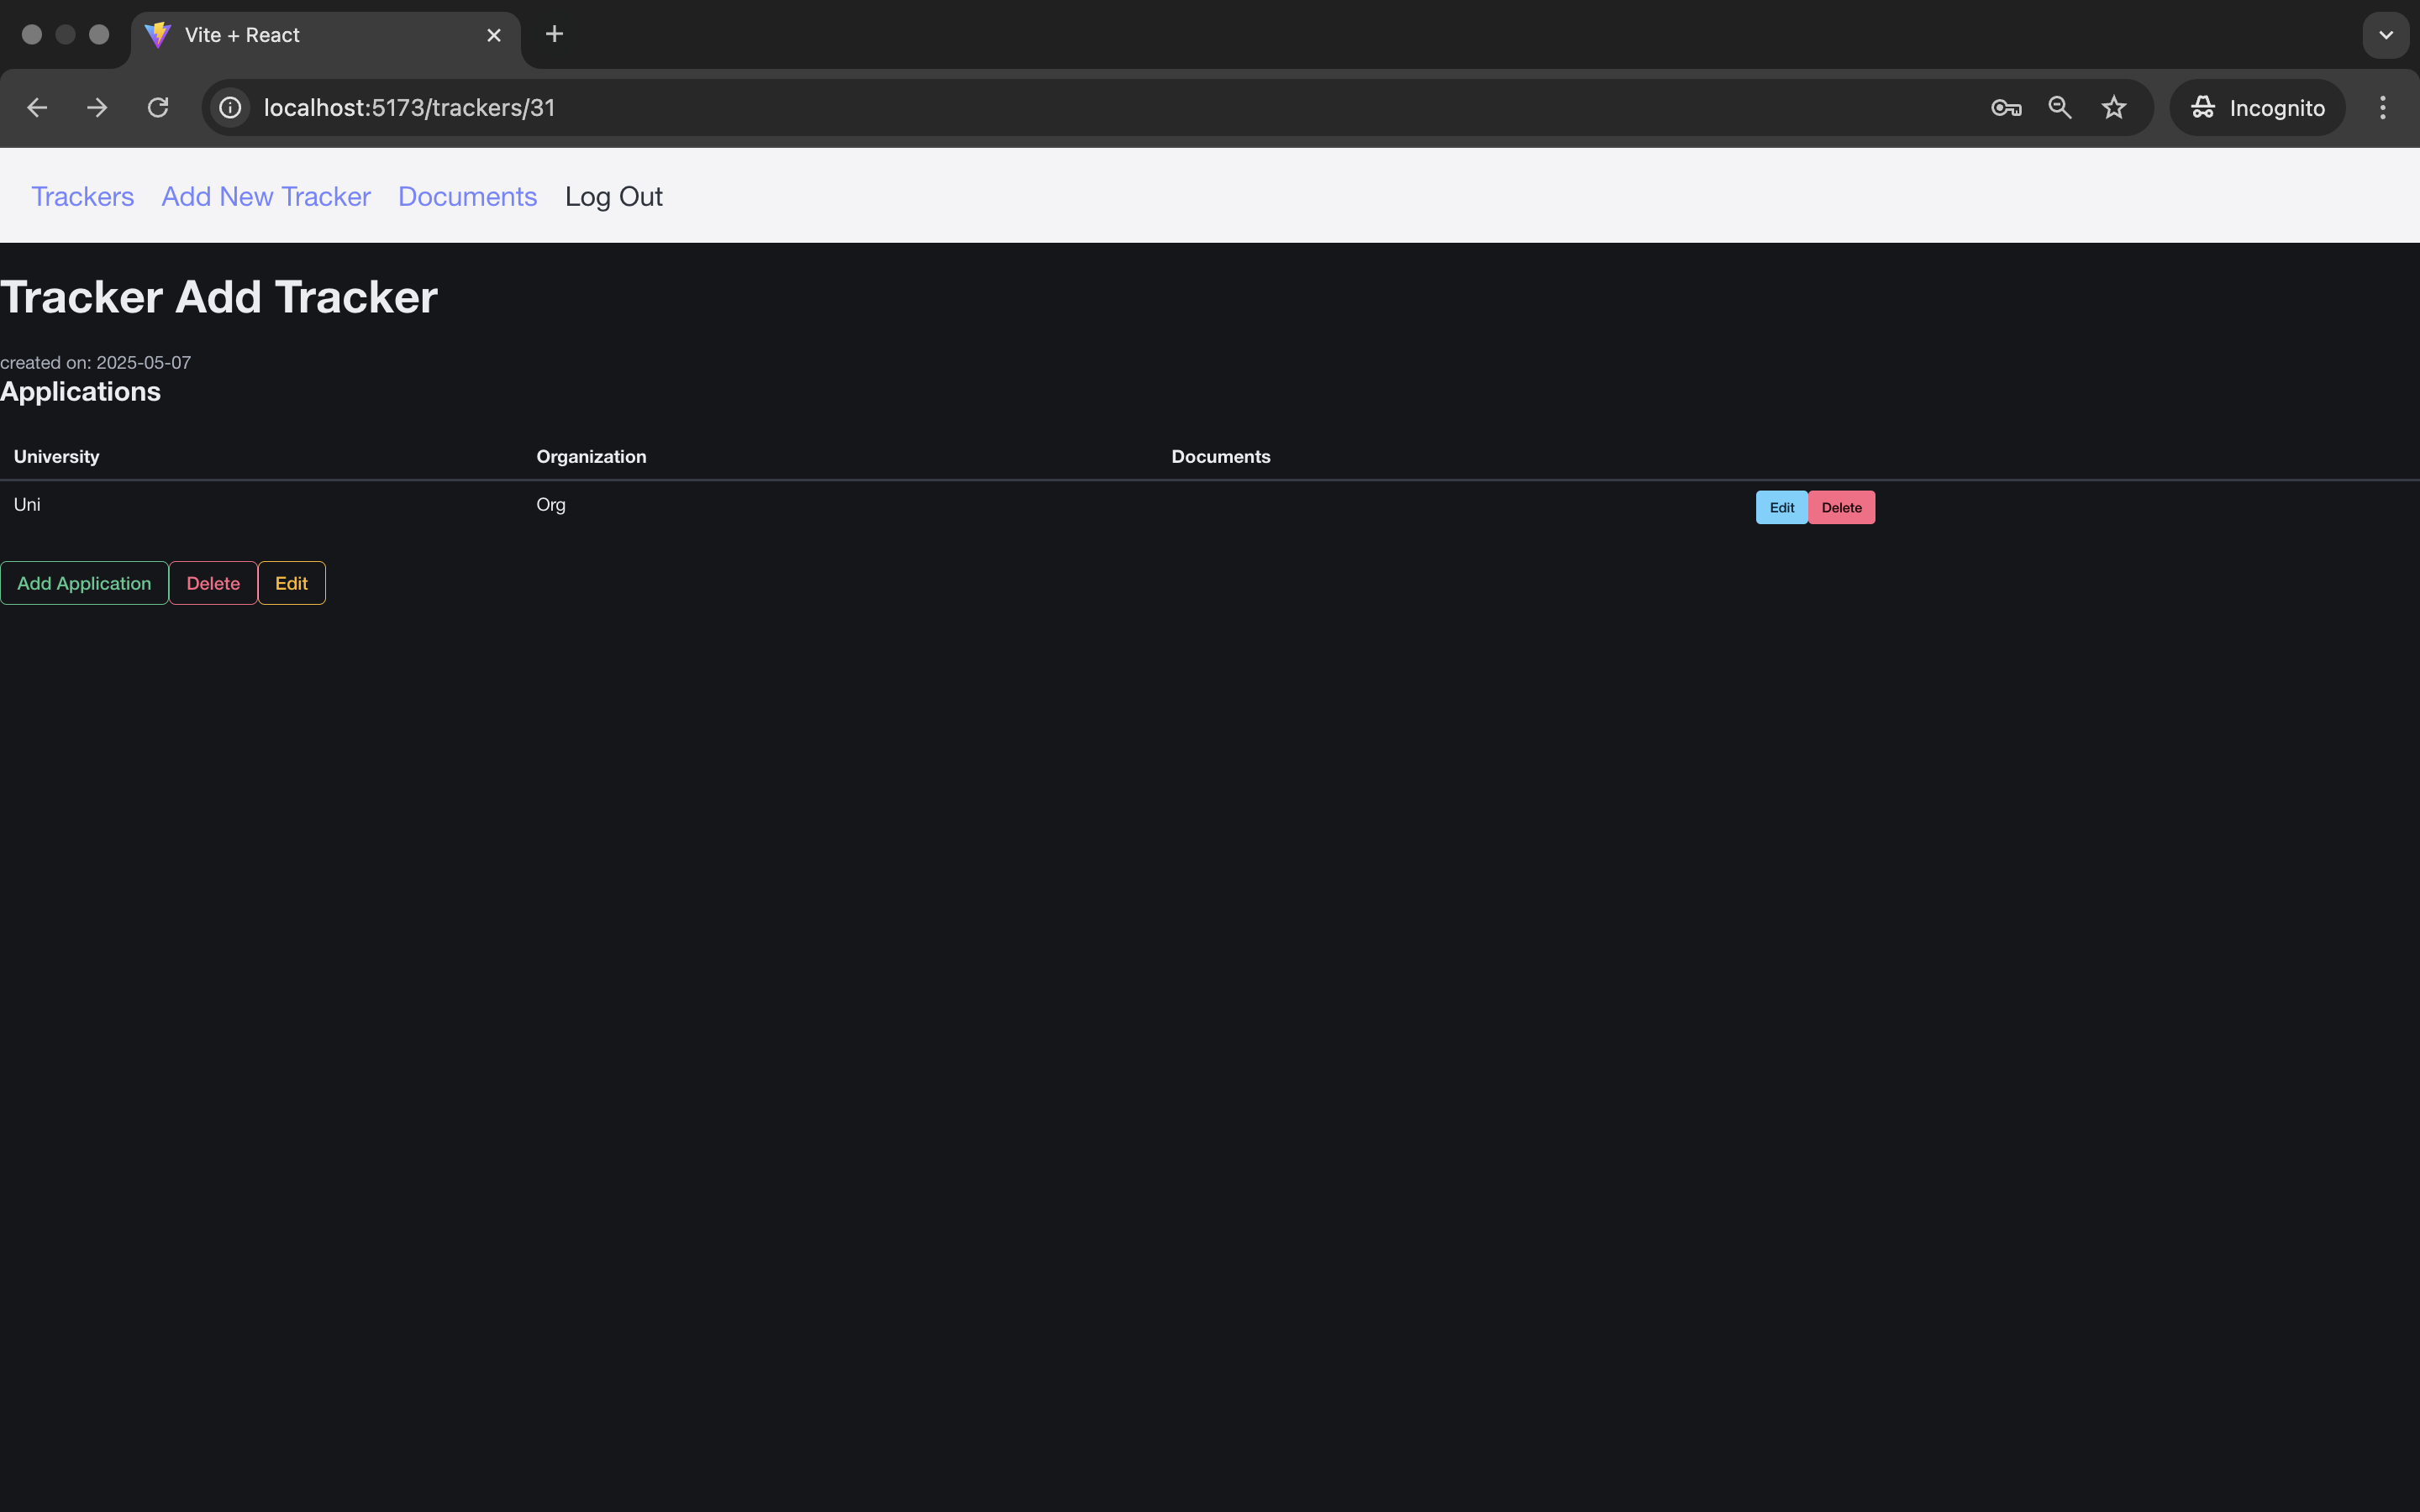 Vite + React
localhost:5173/trackers/31
Incognito
Trackers Add New Tracker Documents Log Out
Tracker Add Tracker
created on: 2025-05-07
Applications
University Organization Documents
Uni Org Edit Delete
Add Application Delete Edit